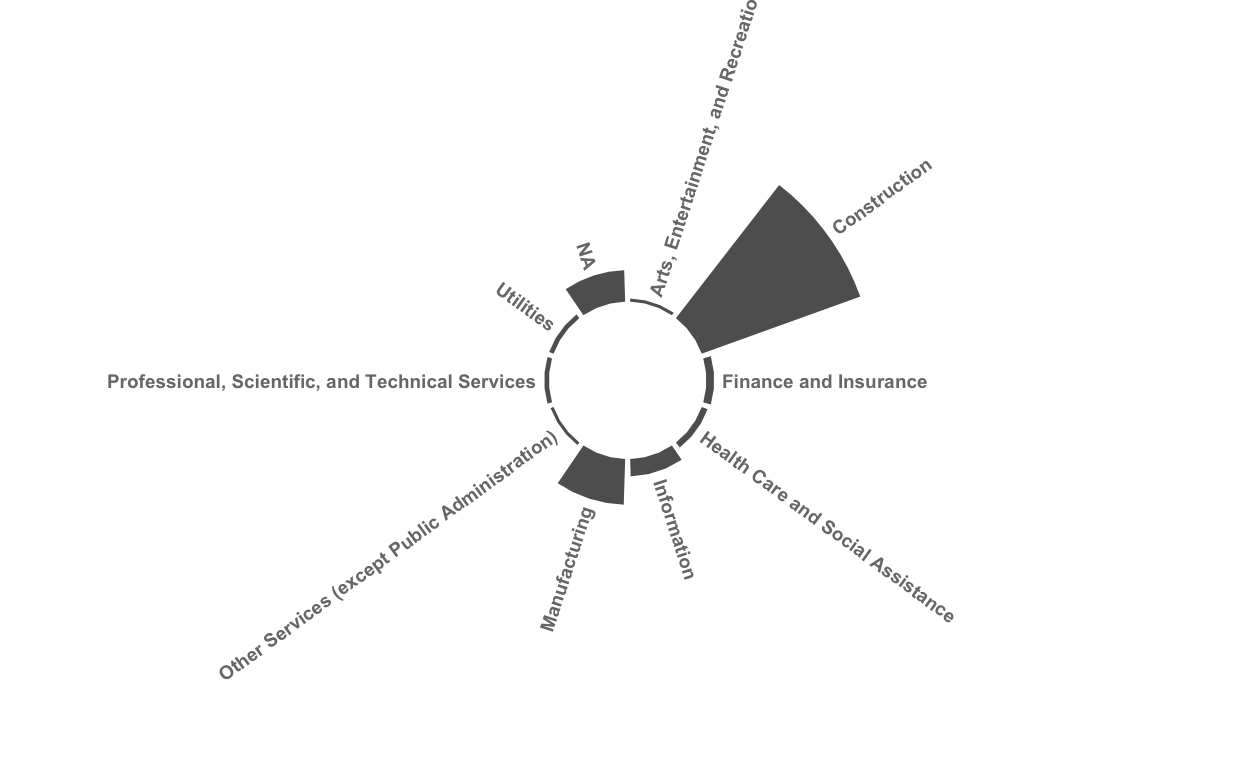 Arts, Entertainment, and Recreatio
Construction
Finance and Insurance
Health Care and Social Assistance
Information
Manufacturing
Other Services (except Public Administration)
Professional, Scientific, and Technical Services
Utilities
NA